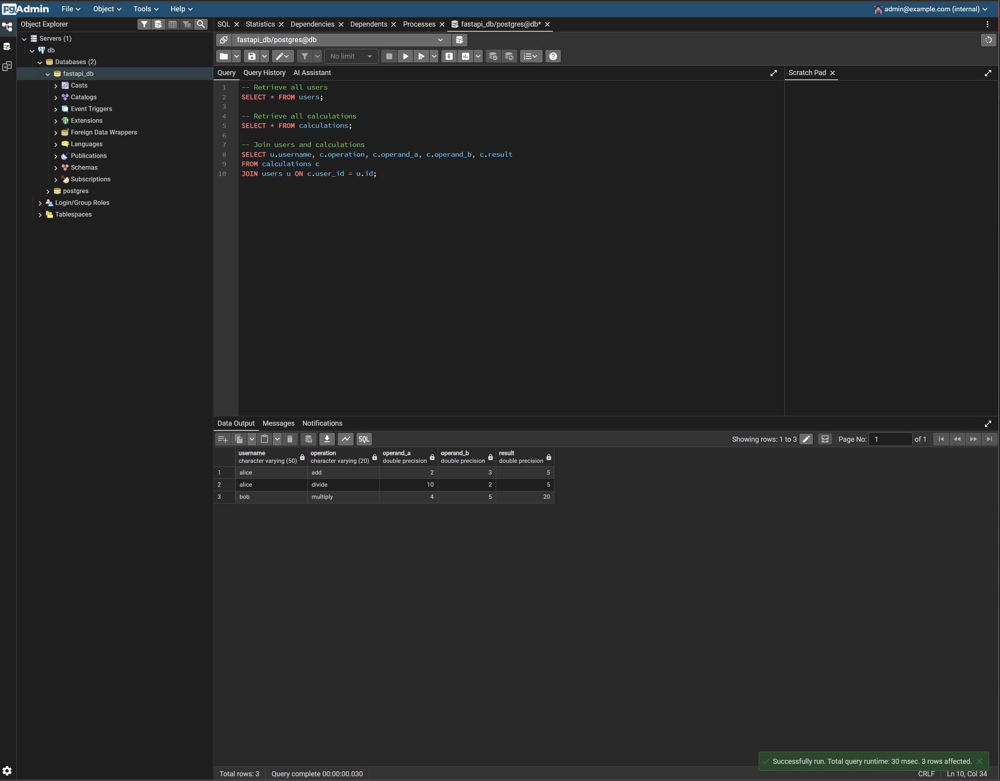 pgAdmin File Object Tools Help admin@example.com (internal)
Object Explorer
SQL Statistics Dependencies Dependents Processes fastapi_db/postgres@db*
Servers (1)
db
Databases (2)
fastapi_db
Casts
Catalogs
Event Triggers
Extensions
Foreign Data Wrappers
Languages
Publications
Schemas
Subscriptions
postgres
Login/Group Roles
Tablespaces
fastapi_db/postgres@db
No limit
E
Query Query History AI Assistant
Scratch Pad
1 -- Retrieve all users
2 SELECT * FROM users;
3
4 -- Retrieve all calculations
5 SELECT * FROM calculations;
6
7 -- Join users and calculations
8 SELECT u.username, c.operation, c.operand_a, c.operand_b, c.result
9 FROM calculations c
10 JOIN users u ON c.user_id = u.id;
Data Output Messages Notifications
SQL
Showing rows: 1 to 3 Page No: 1 of 1
username operation operand_a operand_b result
character varying (50) character varying (20) double precision double precision double precision
1 alice add 2 3 5
2 alice divide 10 2 5
3 bob multiply 4 5 20
Successfully run. Total query runtime: 30 msec. 3 rows affected.
Total rows: 3 Query complete 00:00:00.030 CRLF Ln 10, Col 34